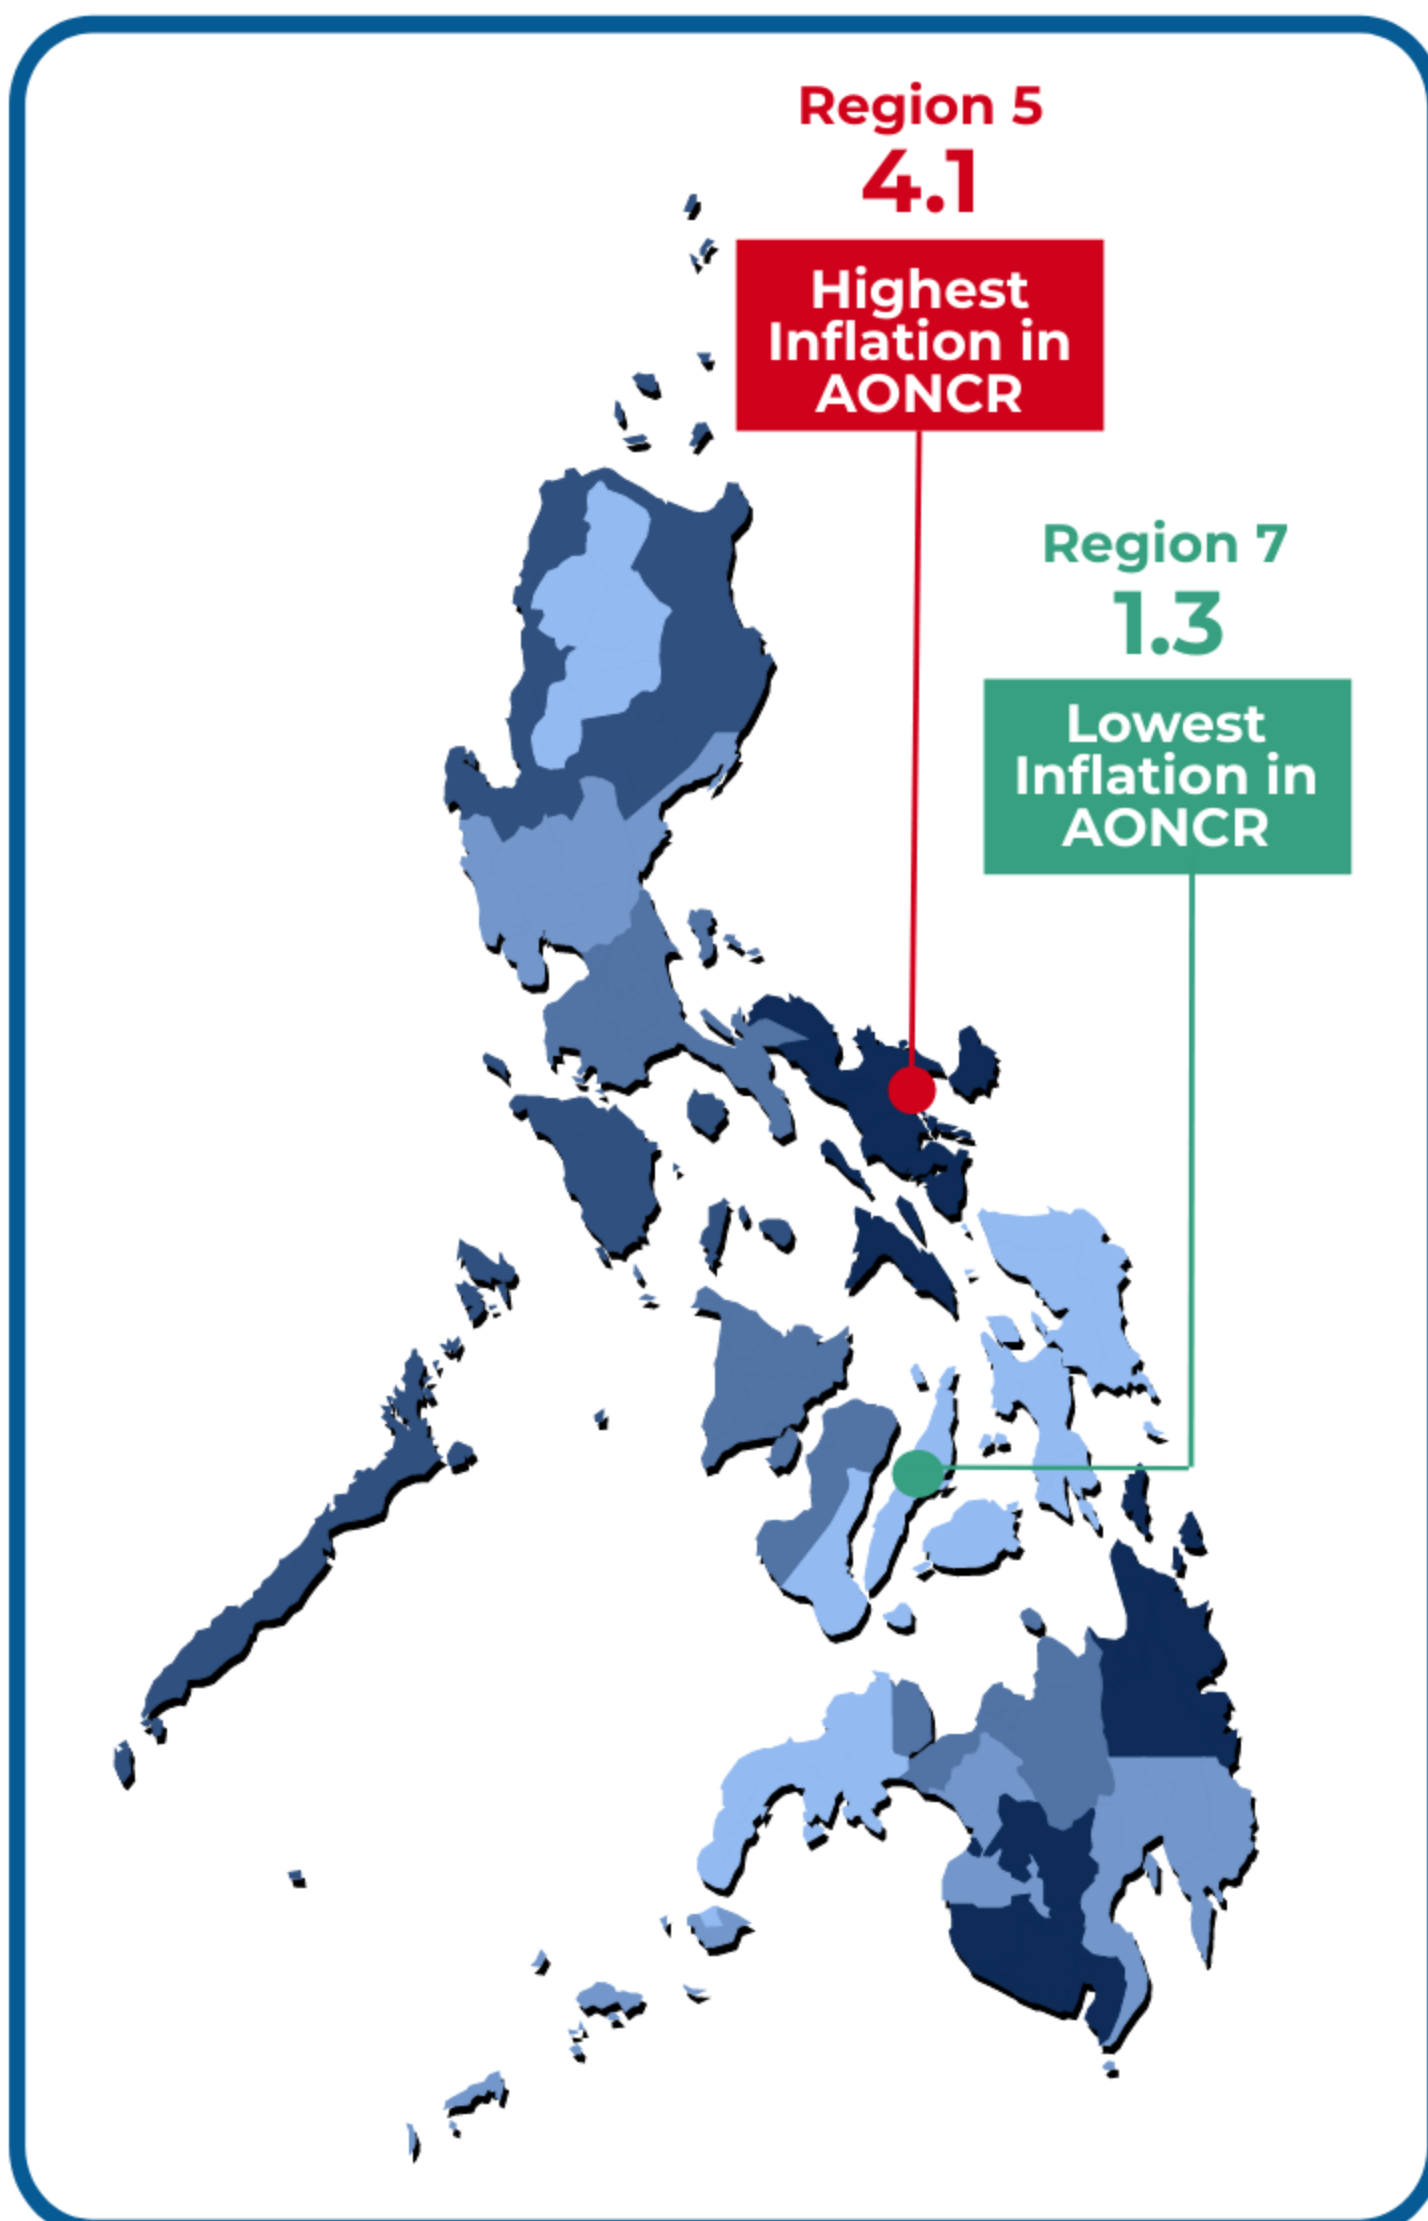 Region 5
4.1
Highest
Inflation in
AONCR
Region 7
1.3
Lowest
Inflation in
AONCR